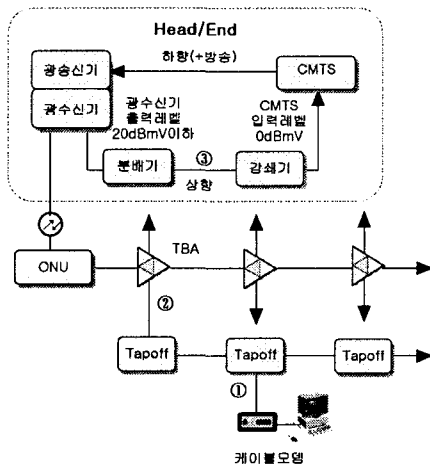 Head/End
하향(+방송)
광송신기
CMTS
광수신기
광수신기
출력레벨
20dBmV이하
CMTS
입력레벨
0dBmV
분배기
③
상향
감쇄기
ONU
TBA
②
Tapoff
Tapoff
Tapoff
①
케이블모뎀